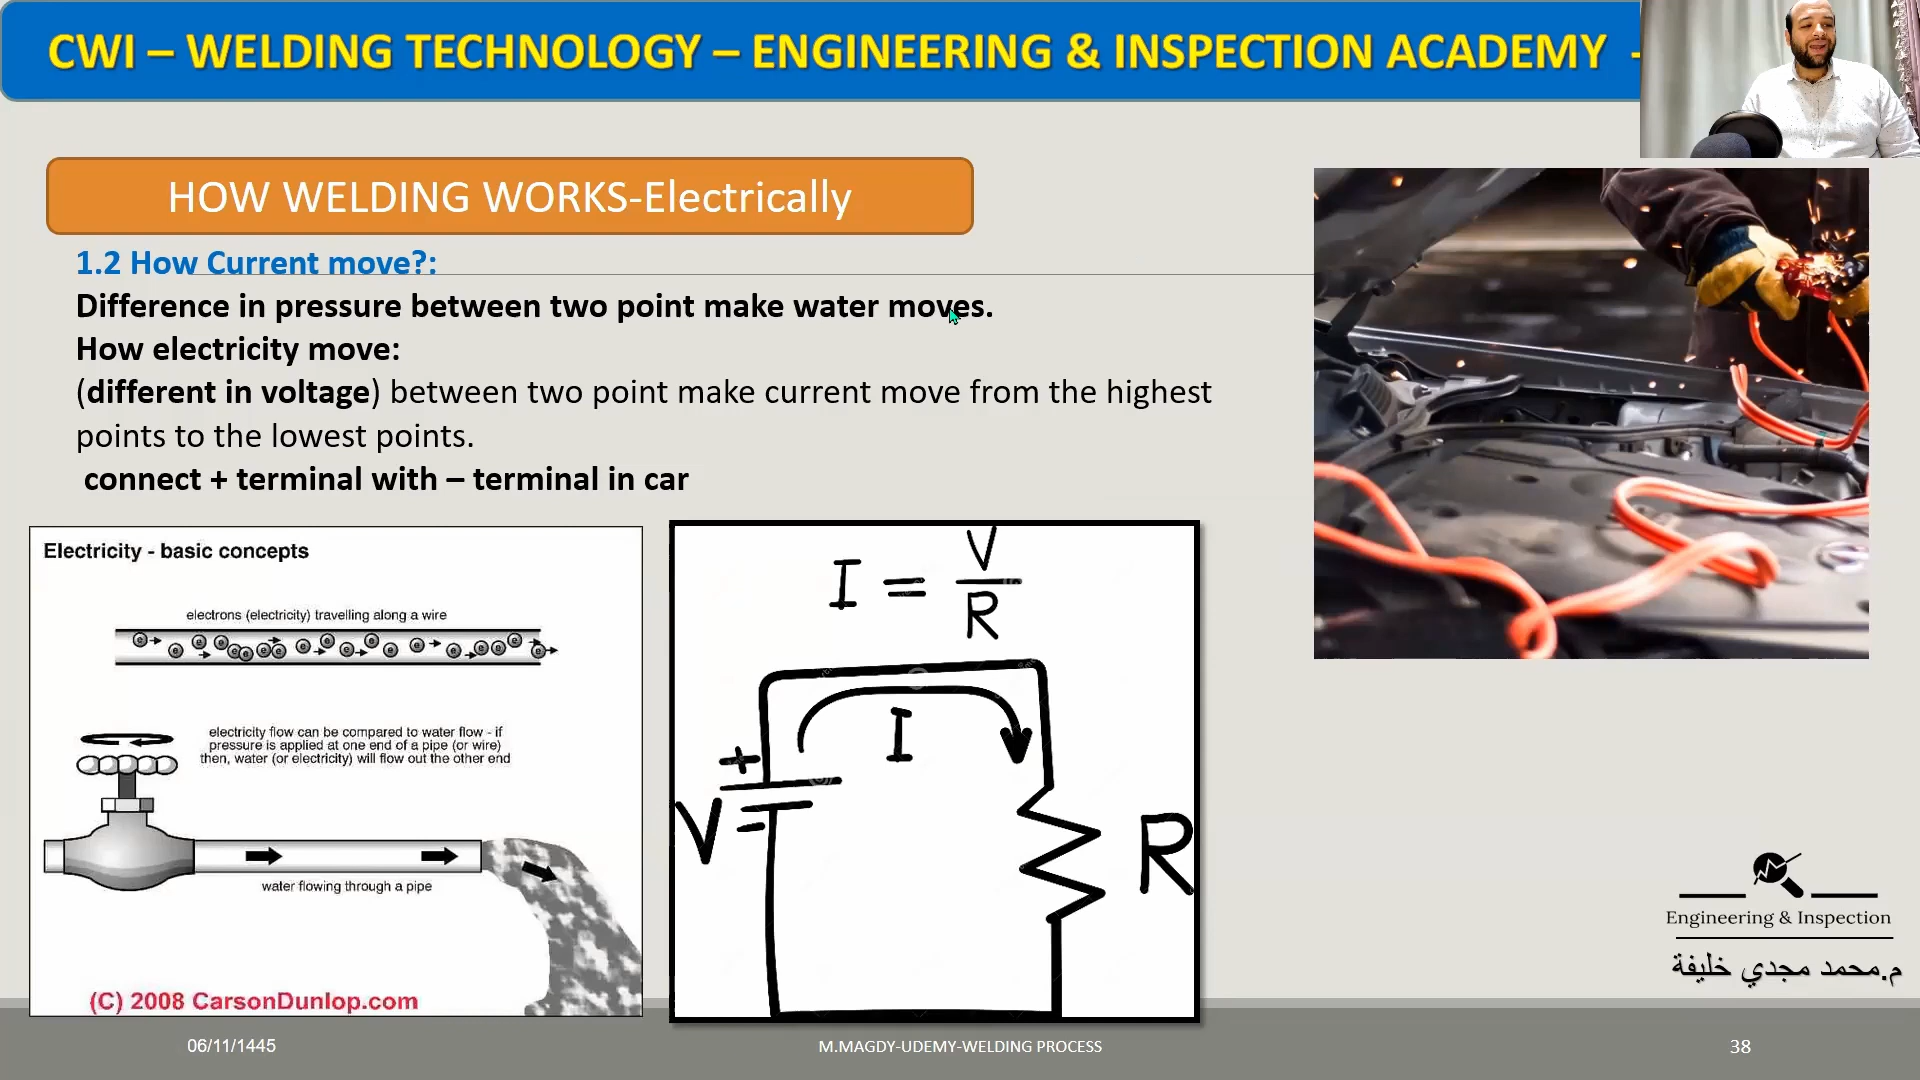 CWI – WELDING TECHNOLOGY – ENGINEERING & INSPECTION ACADEMY -
HOW WELDING WORKS-Electrically
1.2 How Current move?:
Difference in pressure between two point make water moves.
How electricity move:
(different in voltage) between two point make current move from the highest
points to the lowest points.
connect + terminal with – terminal in car
Electricity - basic concepts
electrons (electricity) travelling along a wire
e e e e e e e e e e e e e e e e e e e
electricity flow can be compared to water flow - if
pressure is applied at one end of a pipe (or wire)
then, water (or electricity) will flow out the other end
water flowing through a pipe
(C) 2008 CarsonDunlop.com
I = V
R
I
+
V
-
R
Engineering & Inspection
م.محمد مجدي خليفة
06/11/1445
M.MAGDY-UDEMY-WELDING PROCESS
38